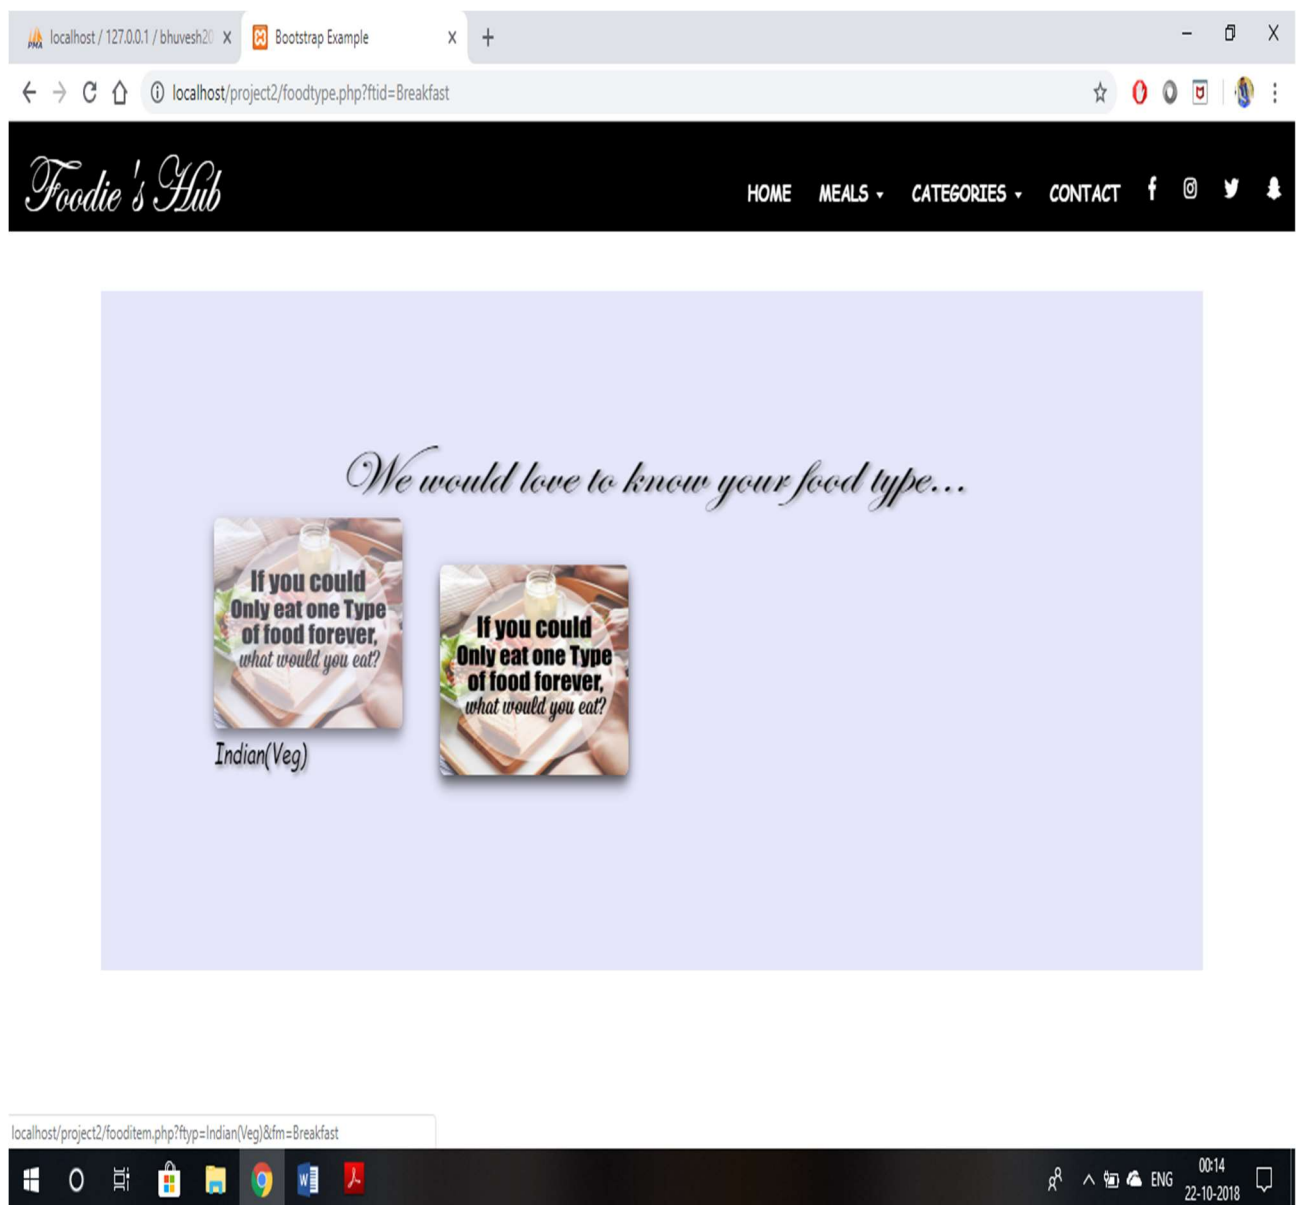 localhost / 127.0.0.1 / bhuvesh20
Bootstrap Example
localhost/project2/foodtype.php?ftid=Breakfast
Foodie's Hub
HOME MEALS CATEGORIES CONTACT
We would love to know your food type...
If you could
Only eat one Type
of food forever,
what would you eat?
Indian(Veg)
If you could
Only eat one Type
of food forever,
what would you eat?
localhost/project2/fooditem.php?ftyp=Indian(Veg)&fm=Breakfast
ENG
00:14
22-10-2018